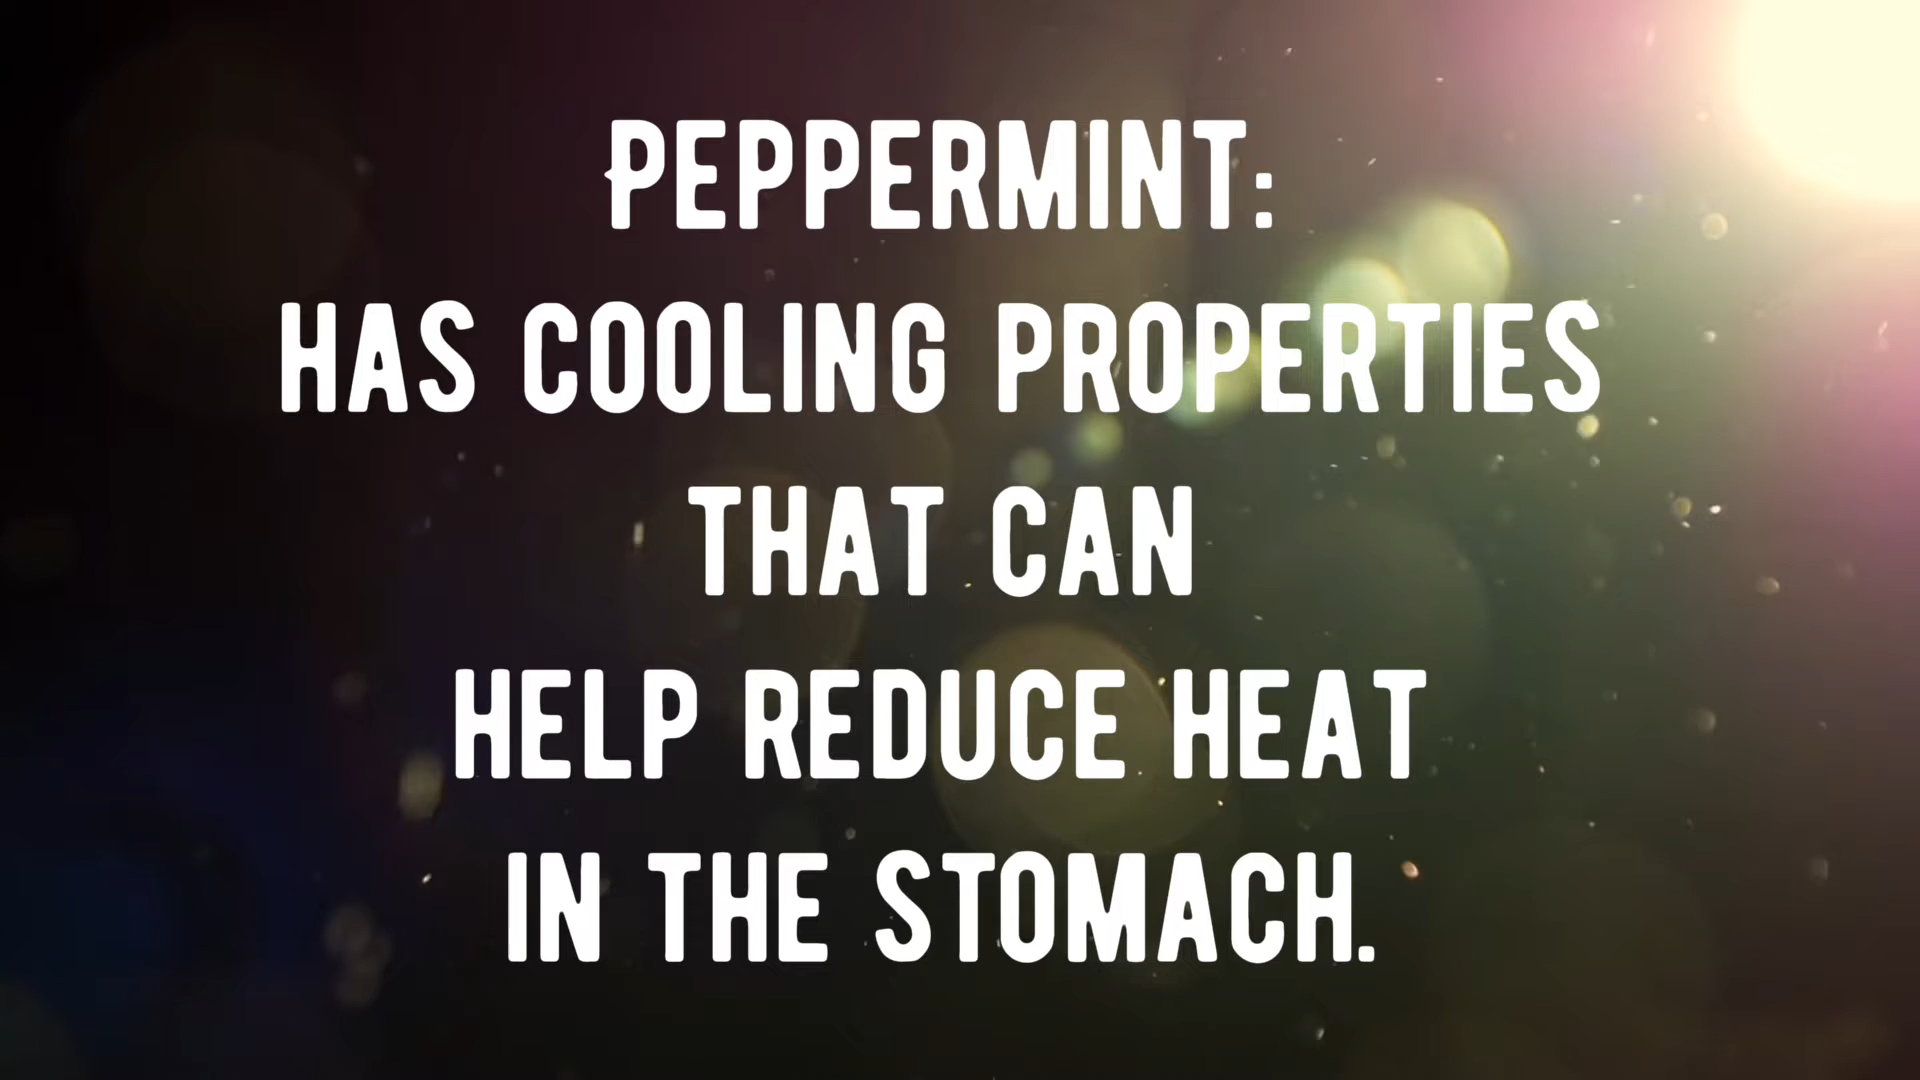 PEPPERMINT:
HAS COOLING PROPERTIES
THAT CAN
HELP REDUCE HEAT
IN THE STOMACH.